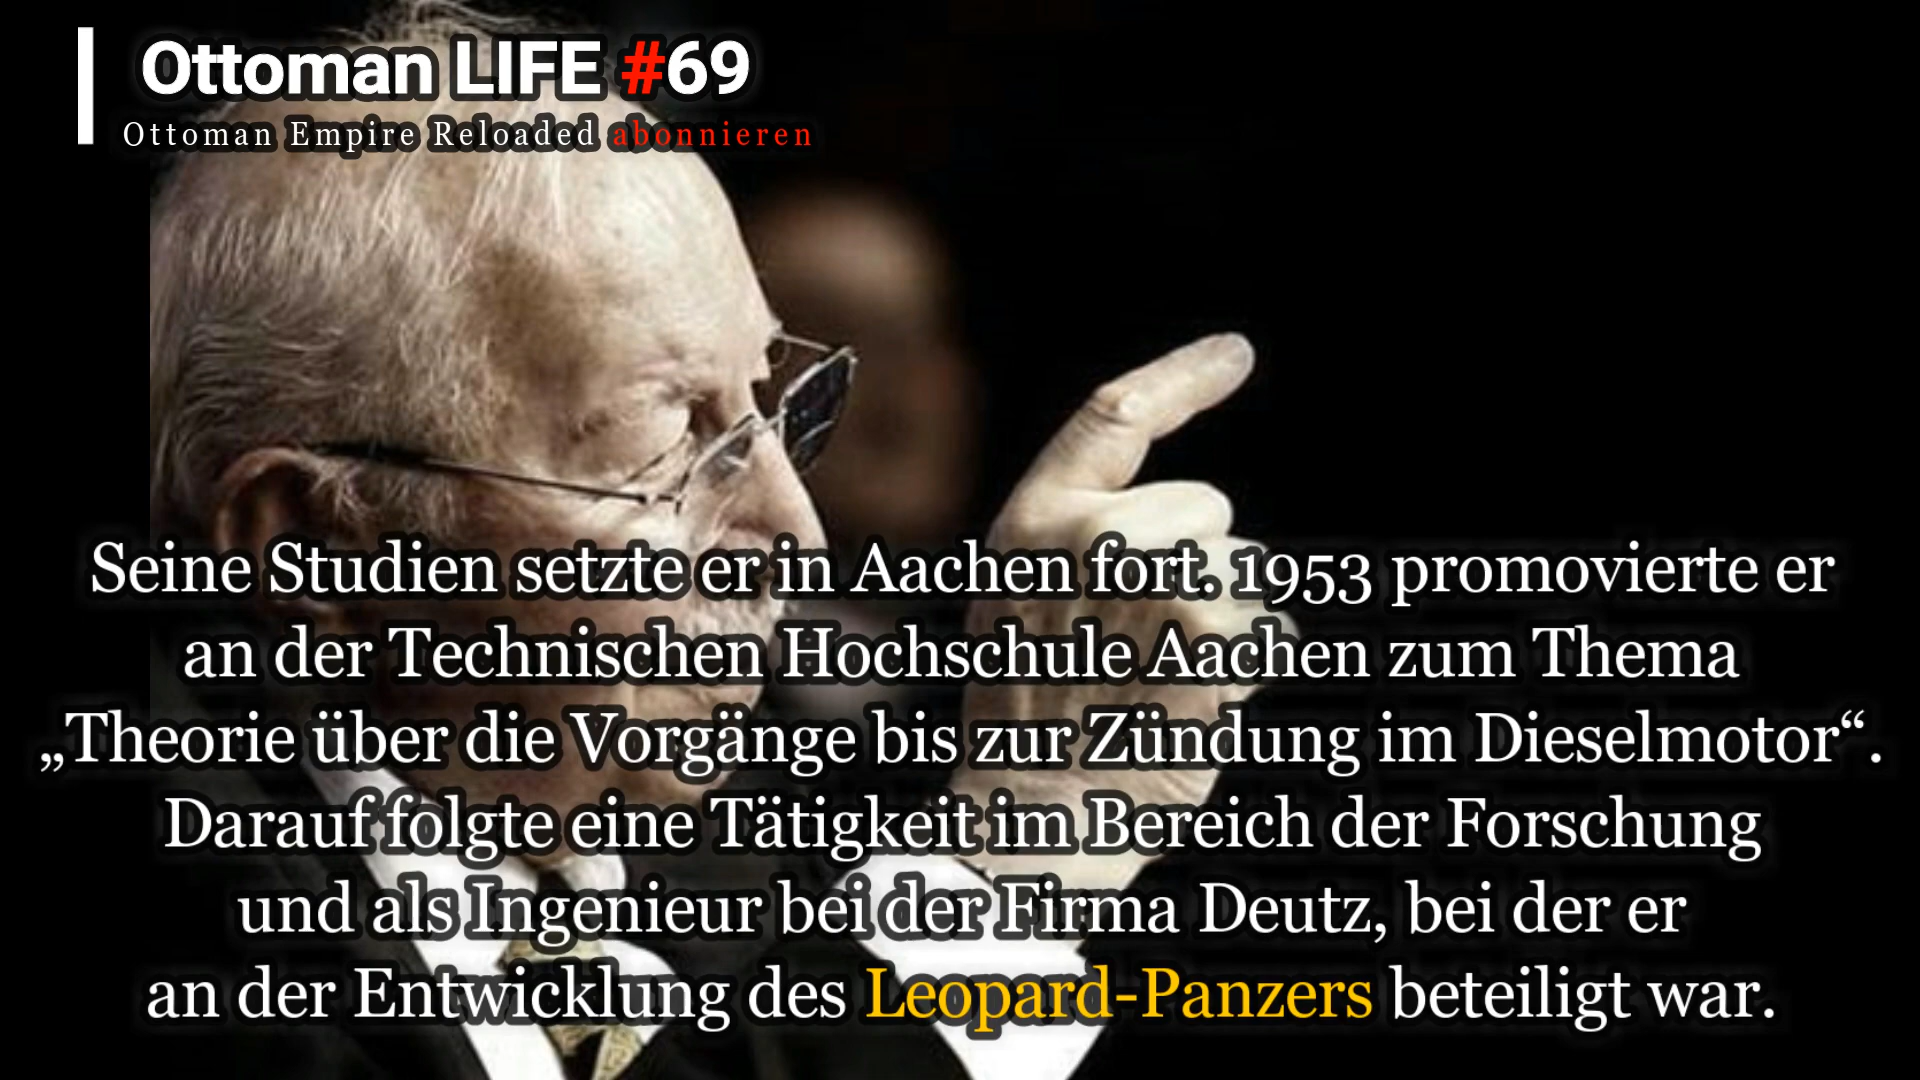 Ottoman LIFE #69
Ottoman Empire Reloaded abonnieren
Seine Studien setzte er in Aachen fort. 1953 promovierte er
an der Technischen Hochschule Aachen zum Thema
„Theorie über die Vorgänge bis zur Zündung im Dieselmotor“.
Darauf folgte eine Tätigkeit im Bereich der Forschung
und als Ingenieur bei der Firma Deutz, bei der er
an der Entwicklung des Leopard-Panzers beteiligt war.